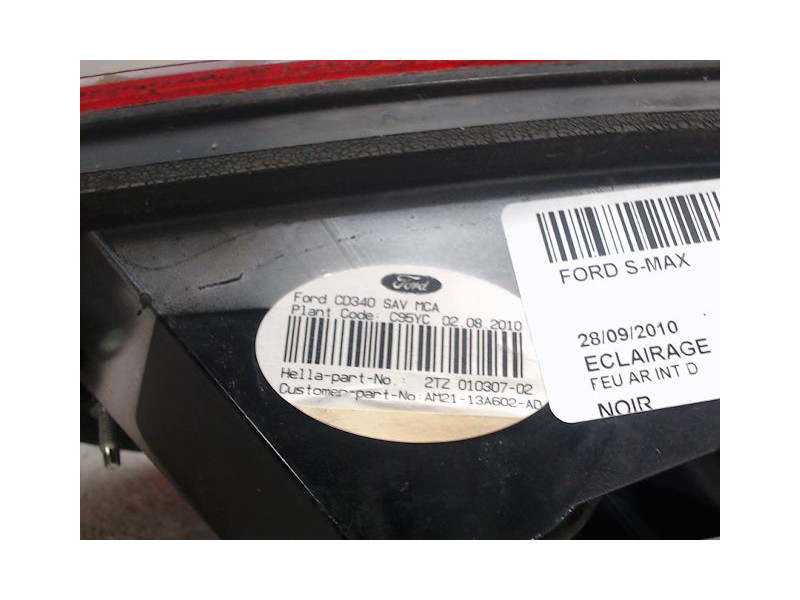 Ford
Ford CD340 SAV MCA
Plant Code: C95YC 02.08.2010
Hella-part-No.: 2TZ 010307-02
Customer-part-No: AM21-13A602-AD
FORD S-MAX
28/09/2010
ECLAIRAGE
FEU AR INT D
NOIR